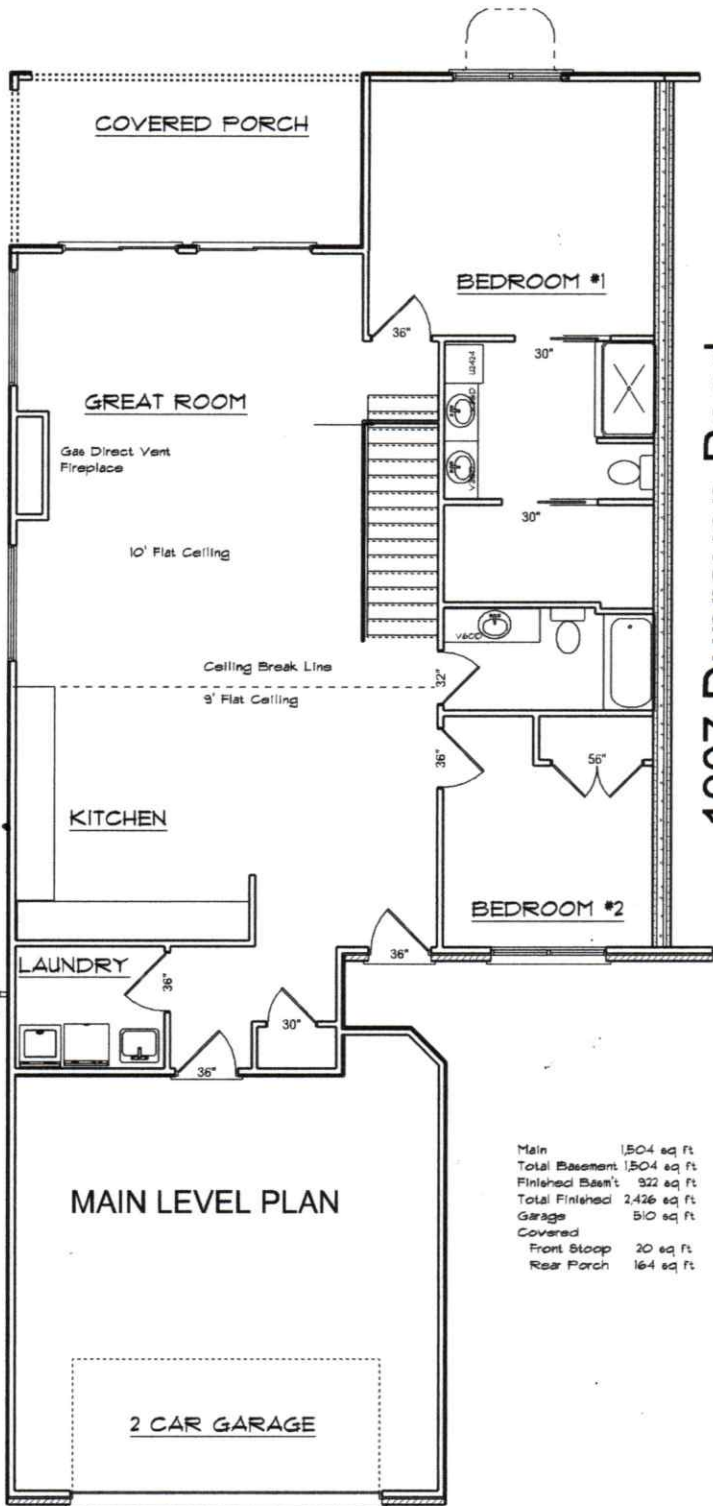 COVERED PORCH
BEDROOM #1
36"
30"
U2424
GREAT ROOM
Gas Direct Vent
Fireplace
30"
10' Flat Ceiling
V60D
Ceiling Break Line
32"
9' Flat Ceiling
36"
56"
KITCHEN
BEDROOM #2
36"
LAUNDRY
36"
30"
36"
MAIN LEVEL PLAN
Main 1,504 sq ft
Total Basement 1,504 sq ft
Finished Basm't 922 sq ft
Total Finished 2,426 sq ft
Garage 510 sq ft
Covered
Front Stoop 20 sq ft
Rear Porch 164 sq ft
2 CAR GARAGE